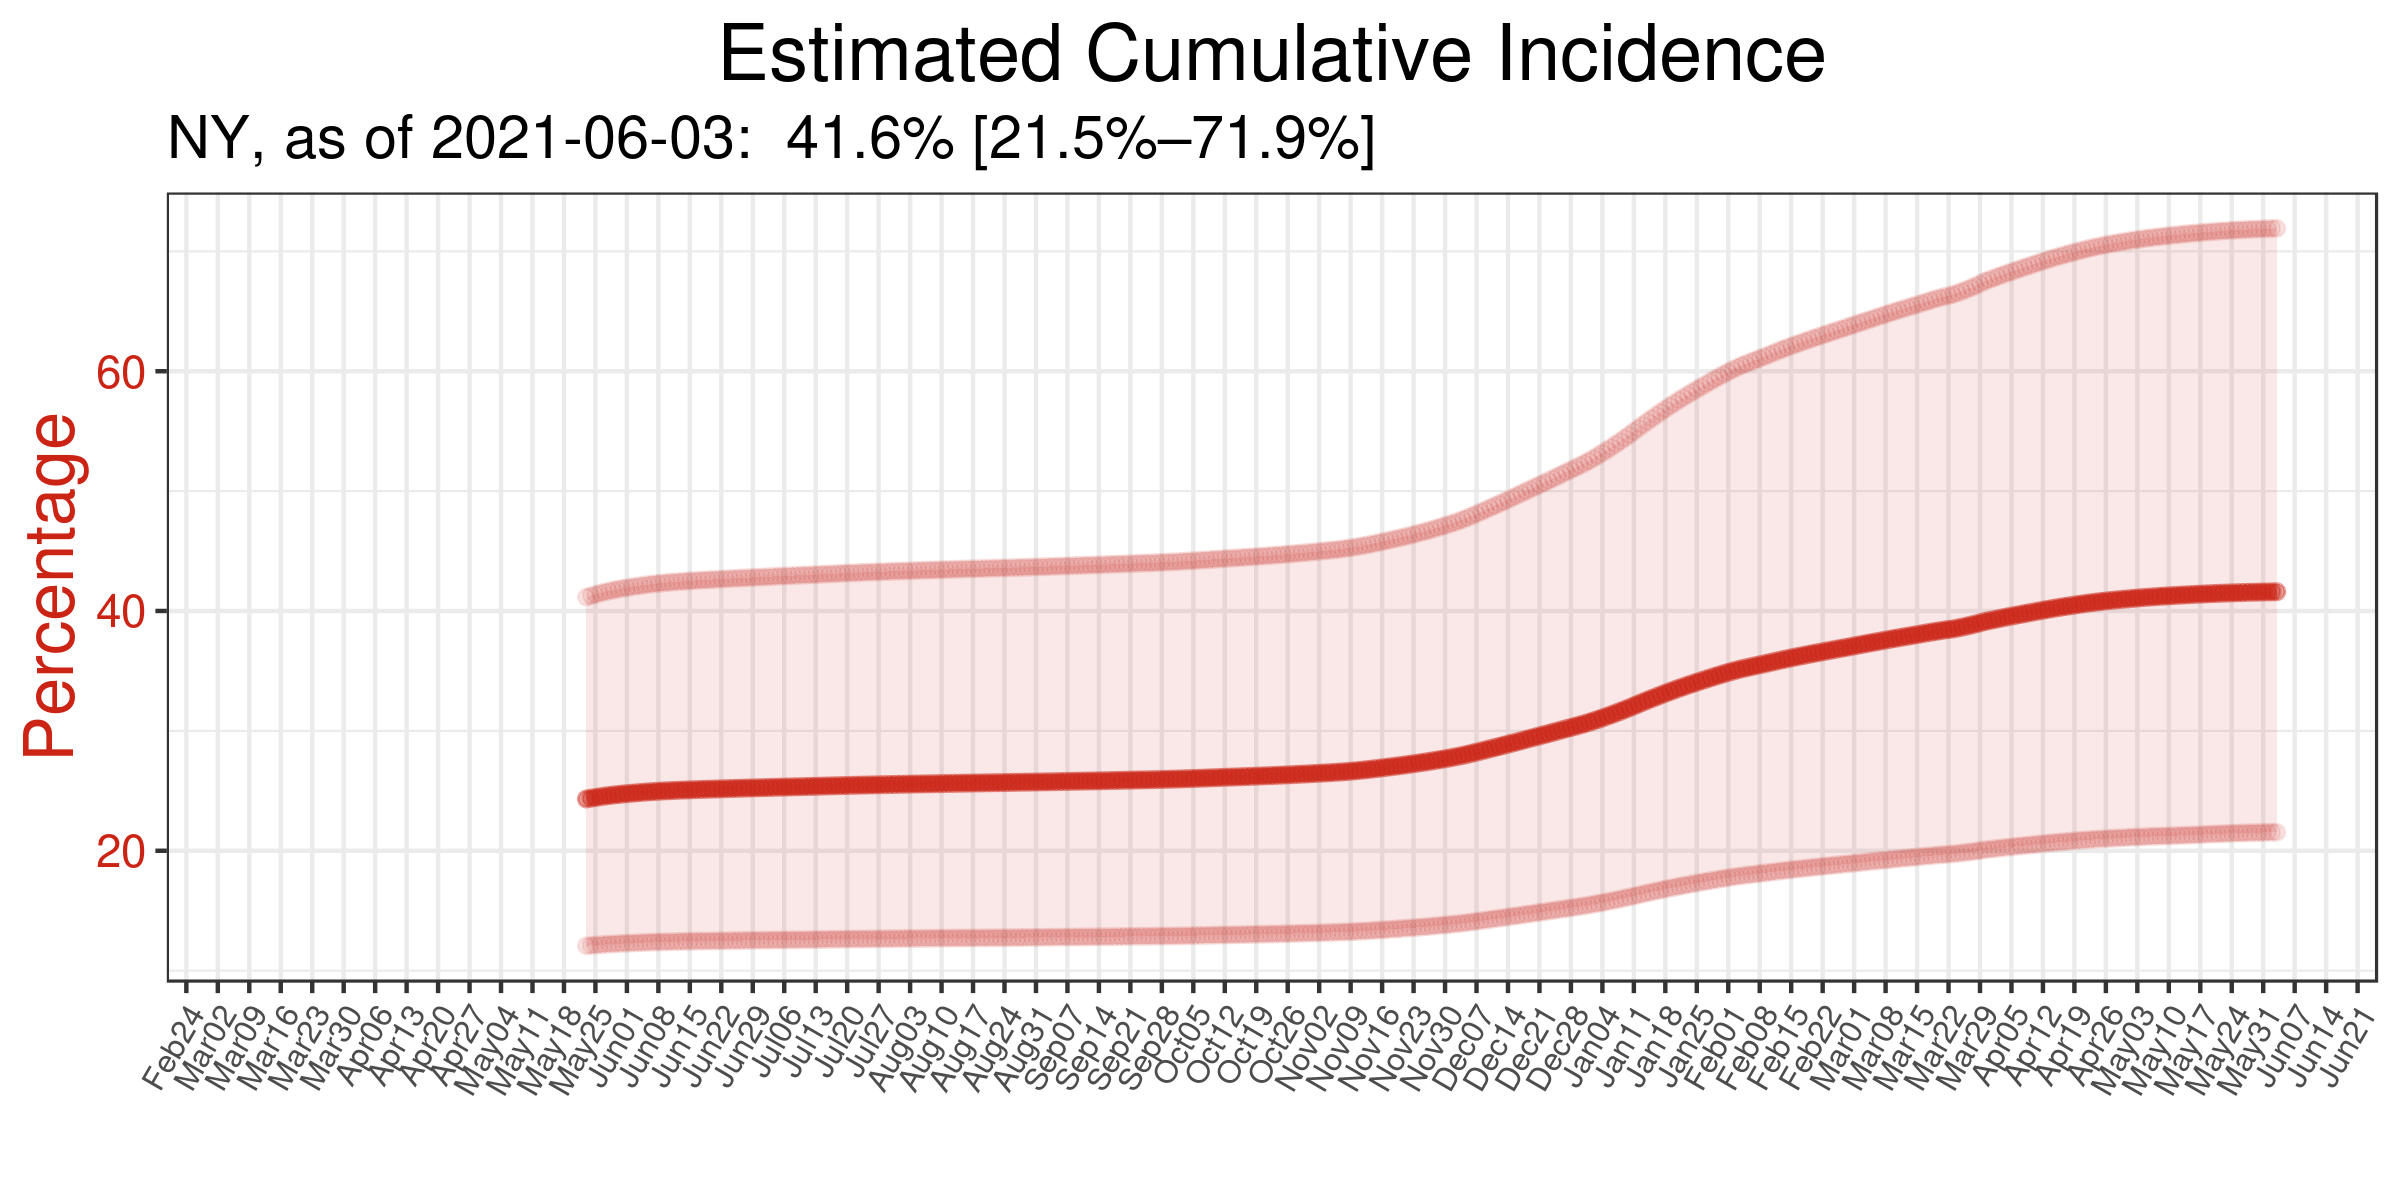 Estimated Cumulative Incidence
NY, as of 2021-06-03:  41.6% [21.5%–71.9%]
Percentage
60
40
20
Feb24
Mar02
Mar09
Mar16
Mar23
Mar30
Apr06
Apr13
Apr20
Apr27
May04
May11
May18
May25
Jun01
Jun08
Jun15
Jun22
Jun29
Jul06
Jul13
Jul20
Jul27
Aug03
Aug10
Aug17
Aug24
Aug31
Sep07
Sep14
Sep21
Sep28
Oct05
Oct12
Oct19
Oct26
Nov02
Nov09
Nov16
Nov23
Nov30
Dec07
Dec14
Dec21
Dec28
Jan04
Jan11
Jan18
Jan25
Feb01
Feb08
Feb15
Feb22
Mar01
Mar08
Mar15
Mar22
Mar29
Apr05
Apr12
Apr19
Apr26
May03
May10
May17
May24
May31
Jun07
Jun14
Jun21